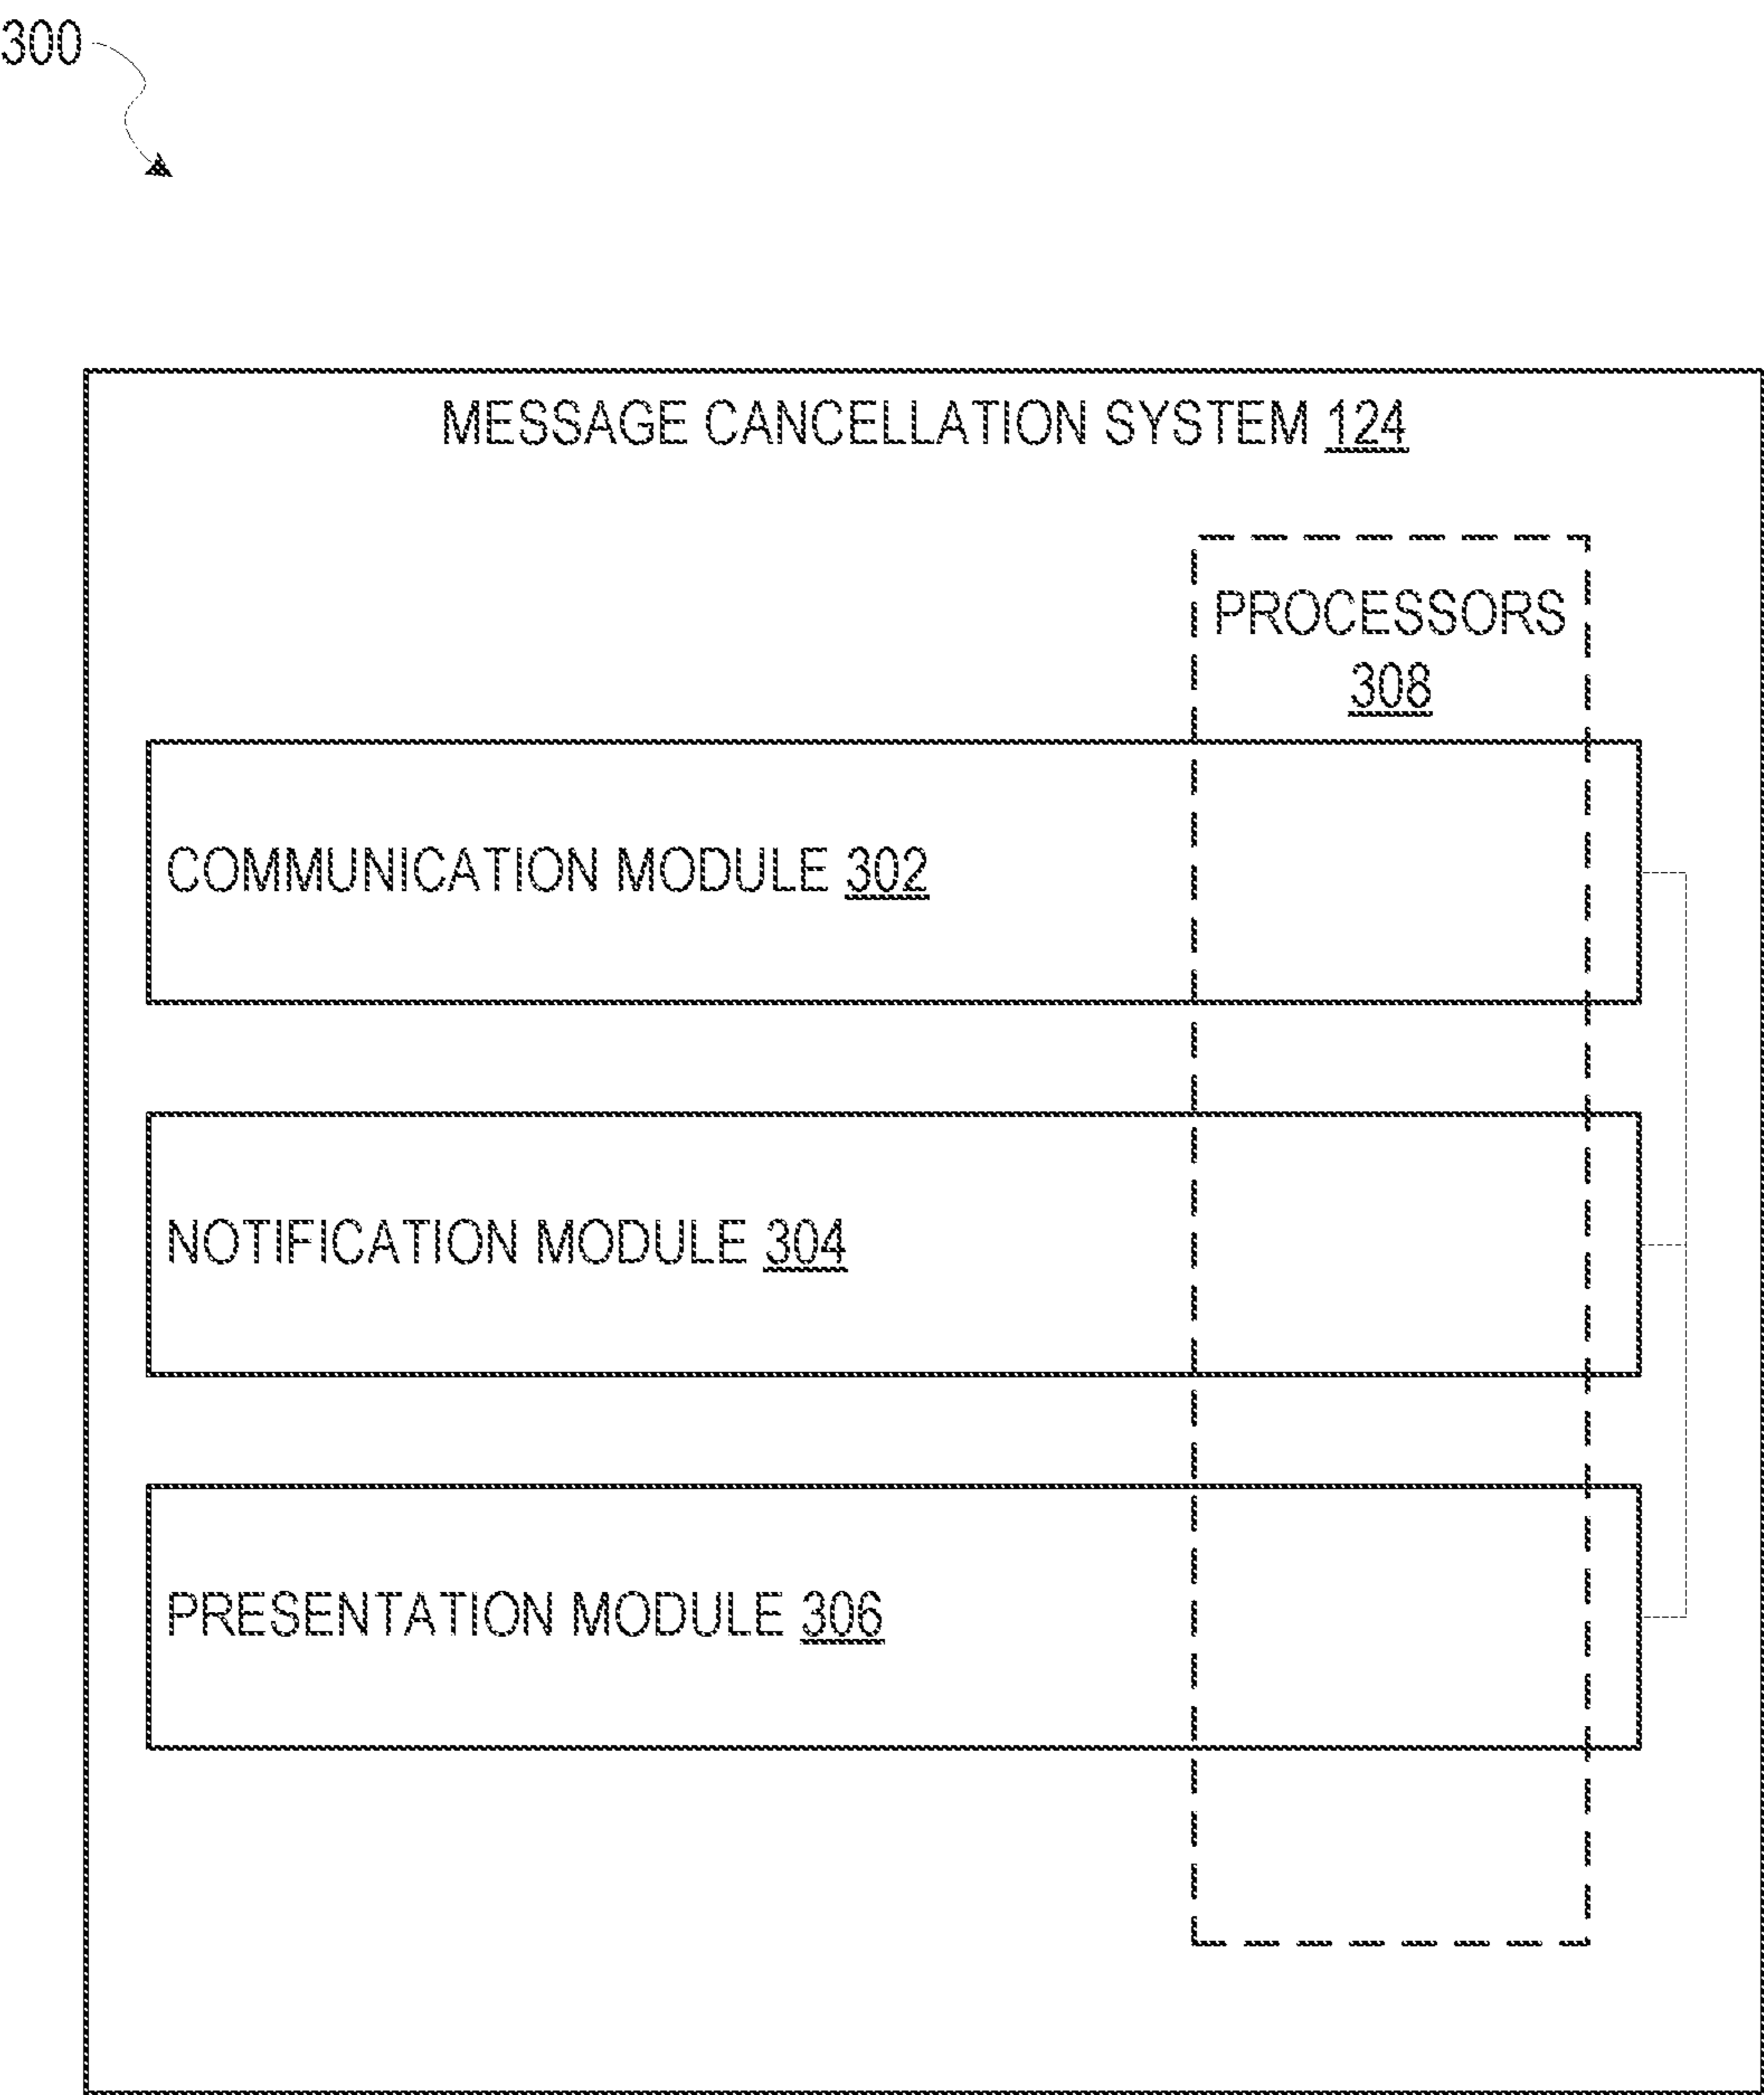 300
MESSAGE CANCELLATION SYSTEM 124
PROCESSORS
308
COMMUNICATION MODULE 302
NOTIFICATION MODULE 304
PRESENTATION MODULE 306